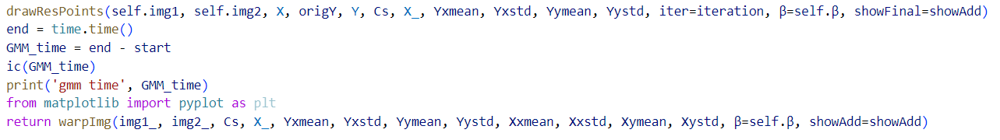 drawResPoints(self.img1, self.img2, X, origY, Y, Cs, X_, Yxmean, Yxstd, Yymean, Yystd, iter=iteration, β=self.β, showFinal=showAdd)
end = time.time()
GMM_time = end - start
ic(GMM_time)
print('gmm time', GMM_time)
from matplotlib import pyplot as plt
return warpImg(img1_, img2_, Cs, X_, Yxmean, Yxstd, Yymean, Yystd, Xxmean, Xxstd, Xymean, Xystd, β=self.β, showAdd=showAdd)